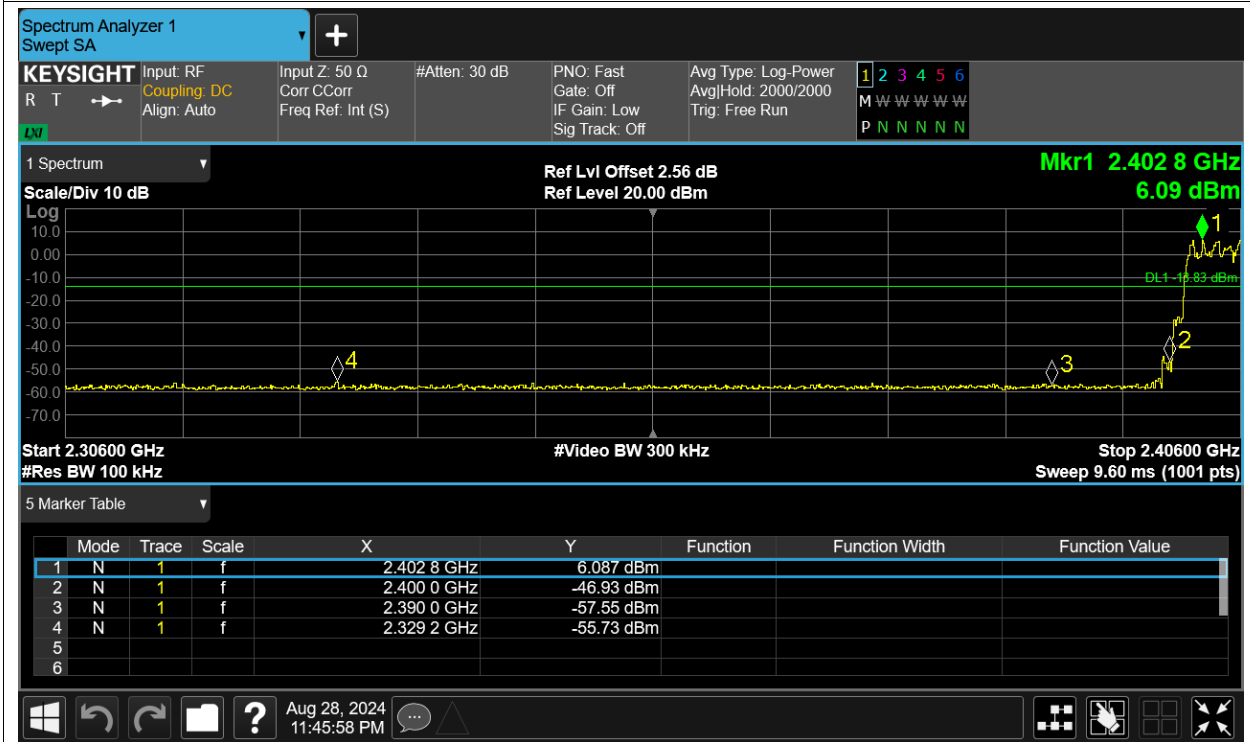 Spectrum Analyzer 1
Swept SA
KEYSIGHT
R T
LXI
Input: RF
Coupling: DC
Align: Auto
Input Z: 50 Ω
Corr CCorr
Freq Ref: Int (S)
#Atten: 30 dB
PNO: Fast
Gate: Off
IF Gain: Low
Sig Track: Off
Avg Type: Log-Power
Avg|Hold: 2000/2000
Trig: Free Run
1 2 3 4 5 6
M W W W W W
P N N N N N
1 Spectrum
Scale/Div 10 dB
Ref Lvl Offset 2.56 dB
Ref Level 20.00 dBm
Mkr1 2.402 8 GHz
6.09 dBm
Log
10.0
0.00
-10.0
-20.0
-30.0
-40.0
-50.0
-60.0
-70.0
1
2
3
4
Start 2.30600 GHz
#Res BW 100 kHz
#Video BW 300 kHz
Stop 2.40600 GHz
Sweep 9.60 ms (1001 pts)
5 Marker Table
Mode Trace Scale X Y Function Function Width Function Value
1 N 1 f 2.402 8 GHz 6.087 dBm
2 N 1 f 2.400 0 GHz -46.93 dBm
3 N 1 f 2.390 0 GHz -57.55 dBm
4 N 1 f 2.329 2 GHz -55.73 dBm
5
6
?
Aug 28, 2024
11:45:58 PM